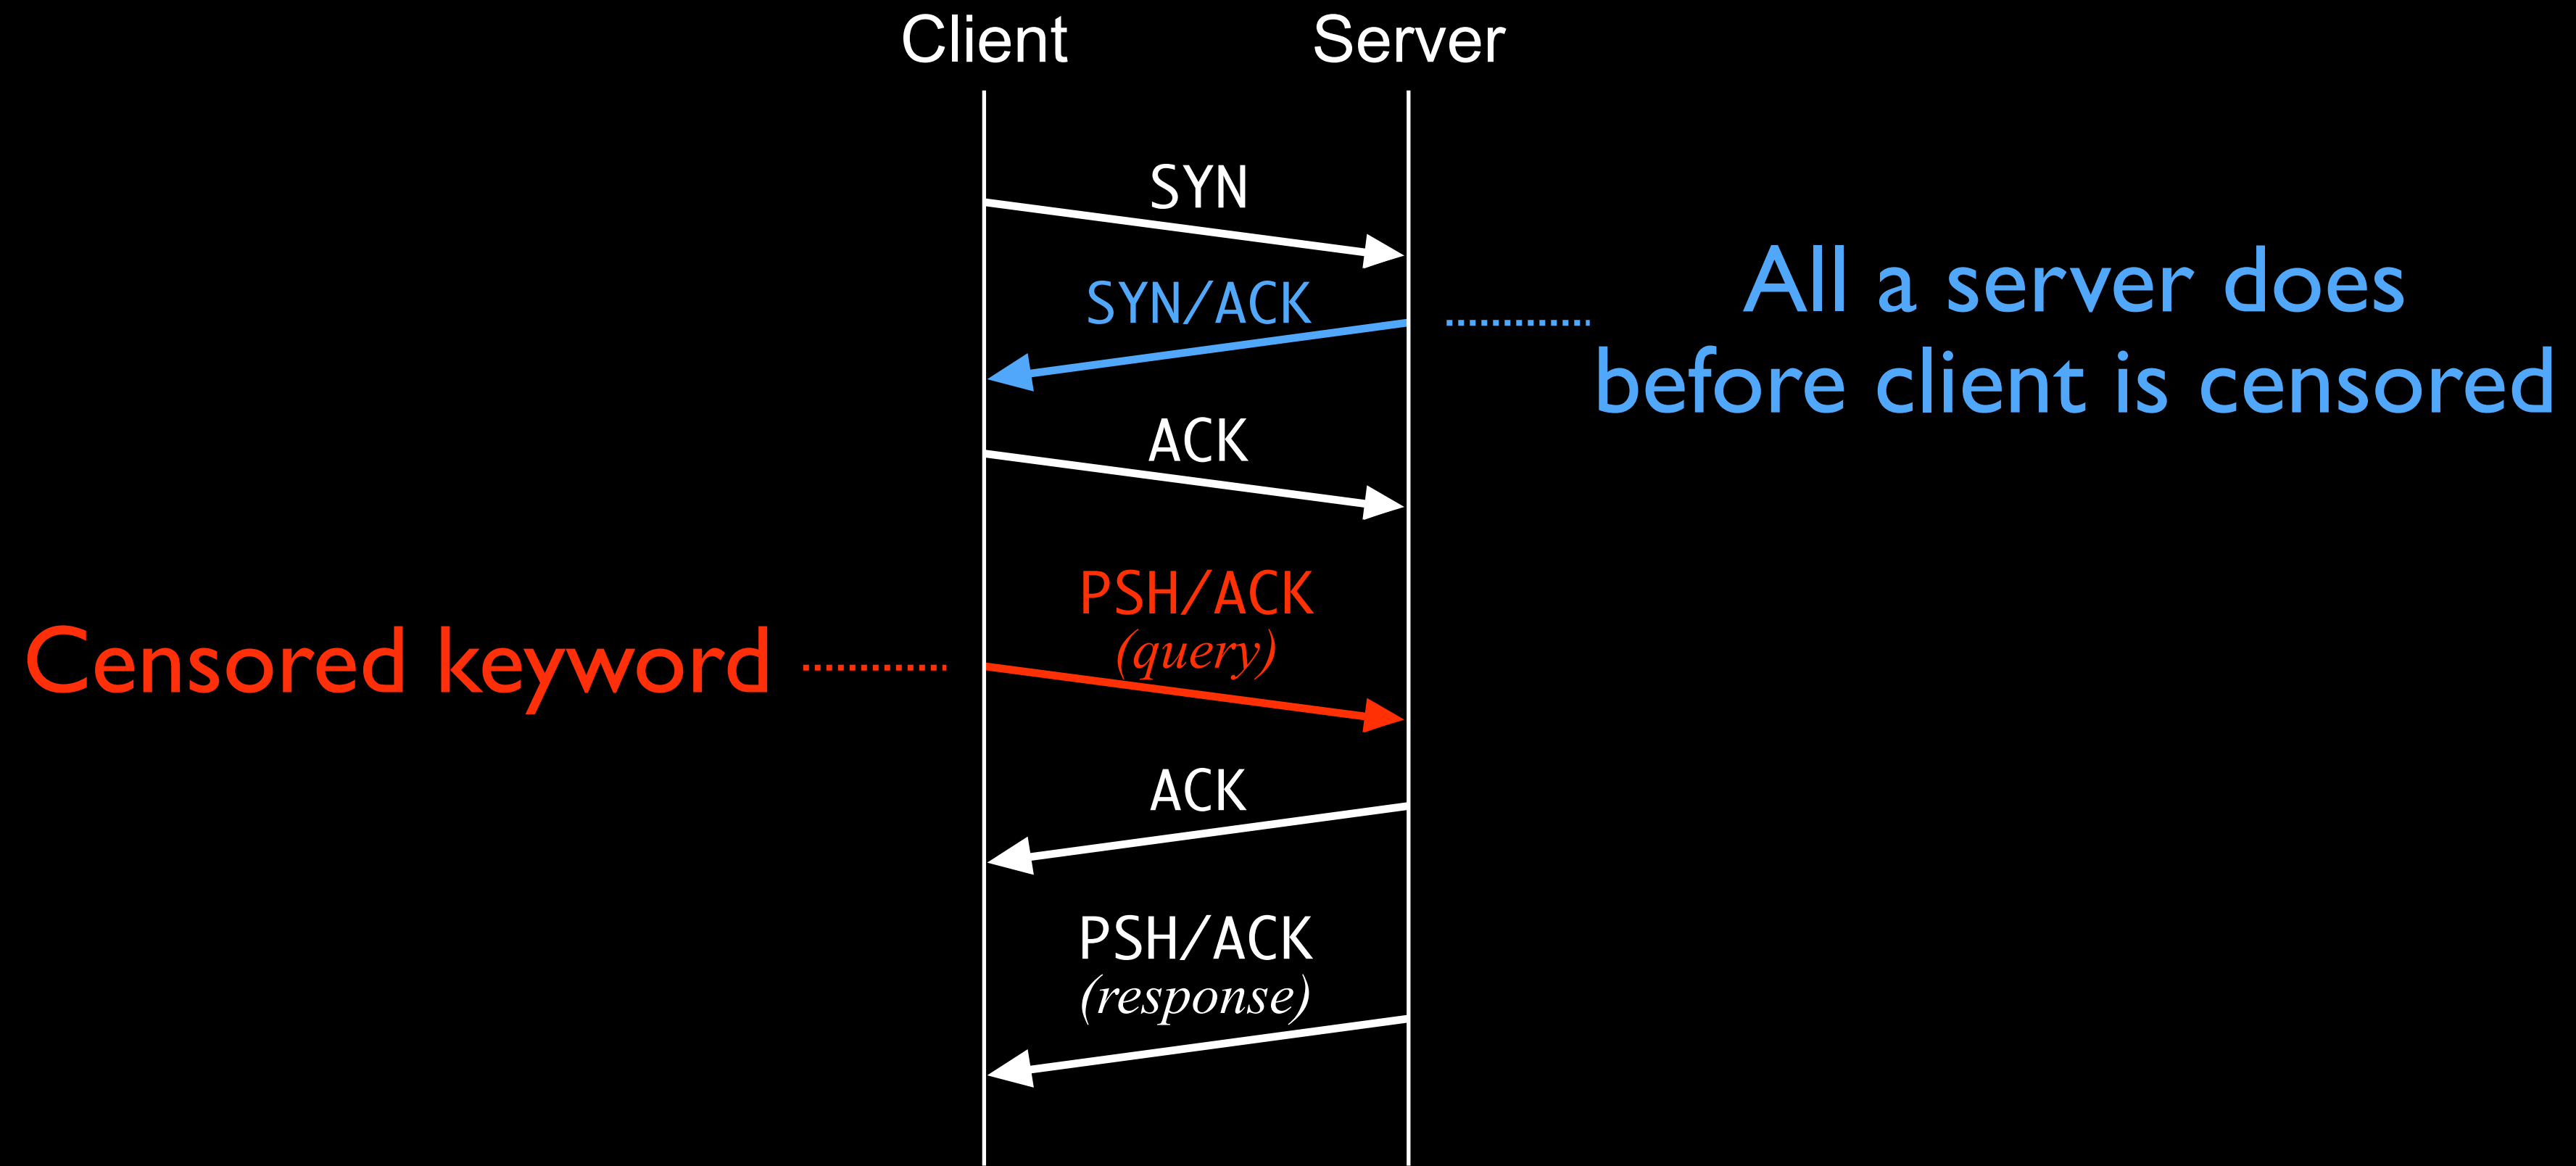 Client
Server
SYN
SYN/ACK
All a server does
before client is censored
ACK
PSH/ACK
(query)
Censored keyword
ACK
PSH/ACK
(response)